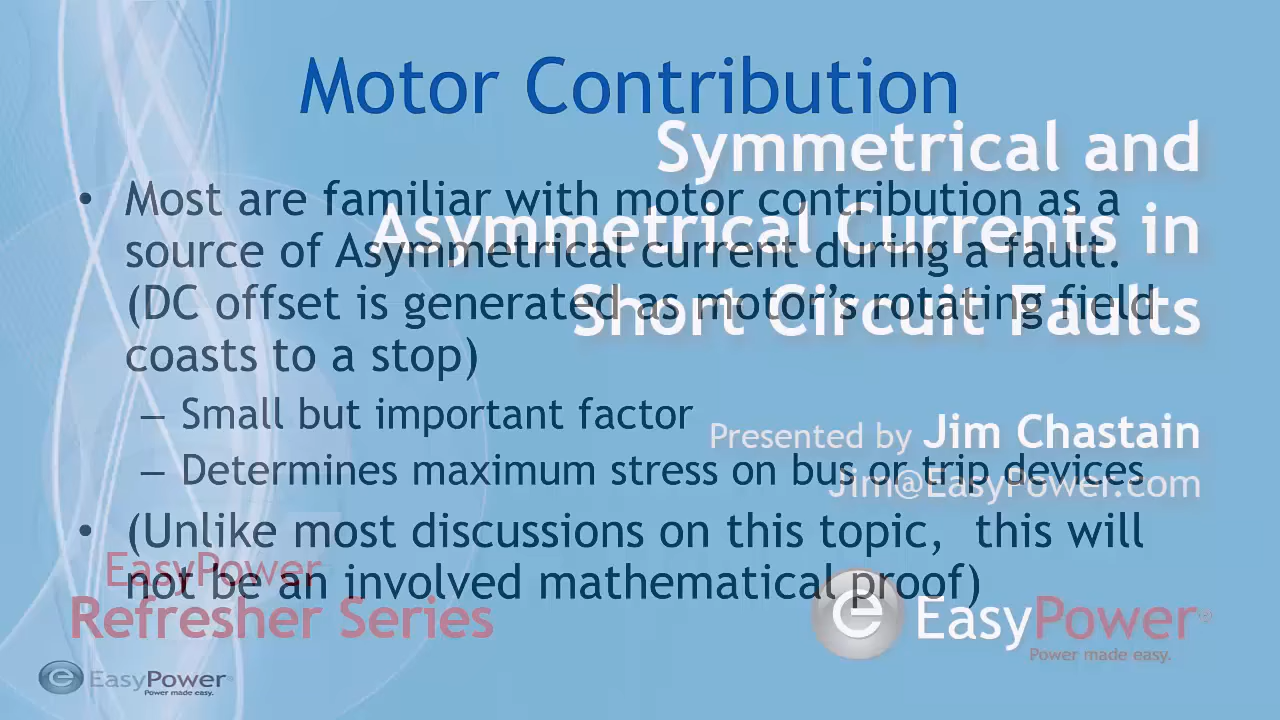 Motor Contribution
• Most are familiar with motor contribution as a
source of Asymmetrical current during a fault.
(DC offset is generated as motor's rotating field
coasts to a stop)
– Small but important factor
– Determines maximum stress on bus or trip devices
• (Unlike most discussions on this topic, this will
not be an involved mathematical proof)
EasyPower
Power made easy.
Symmetrical and
Asymmetrical Currents in
Short Circuit Faults
Presented by Jim Chastain
Jim@EasyPower.com
EasyPower
Refresher Series
EasyPower®
Power made easy.